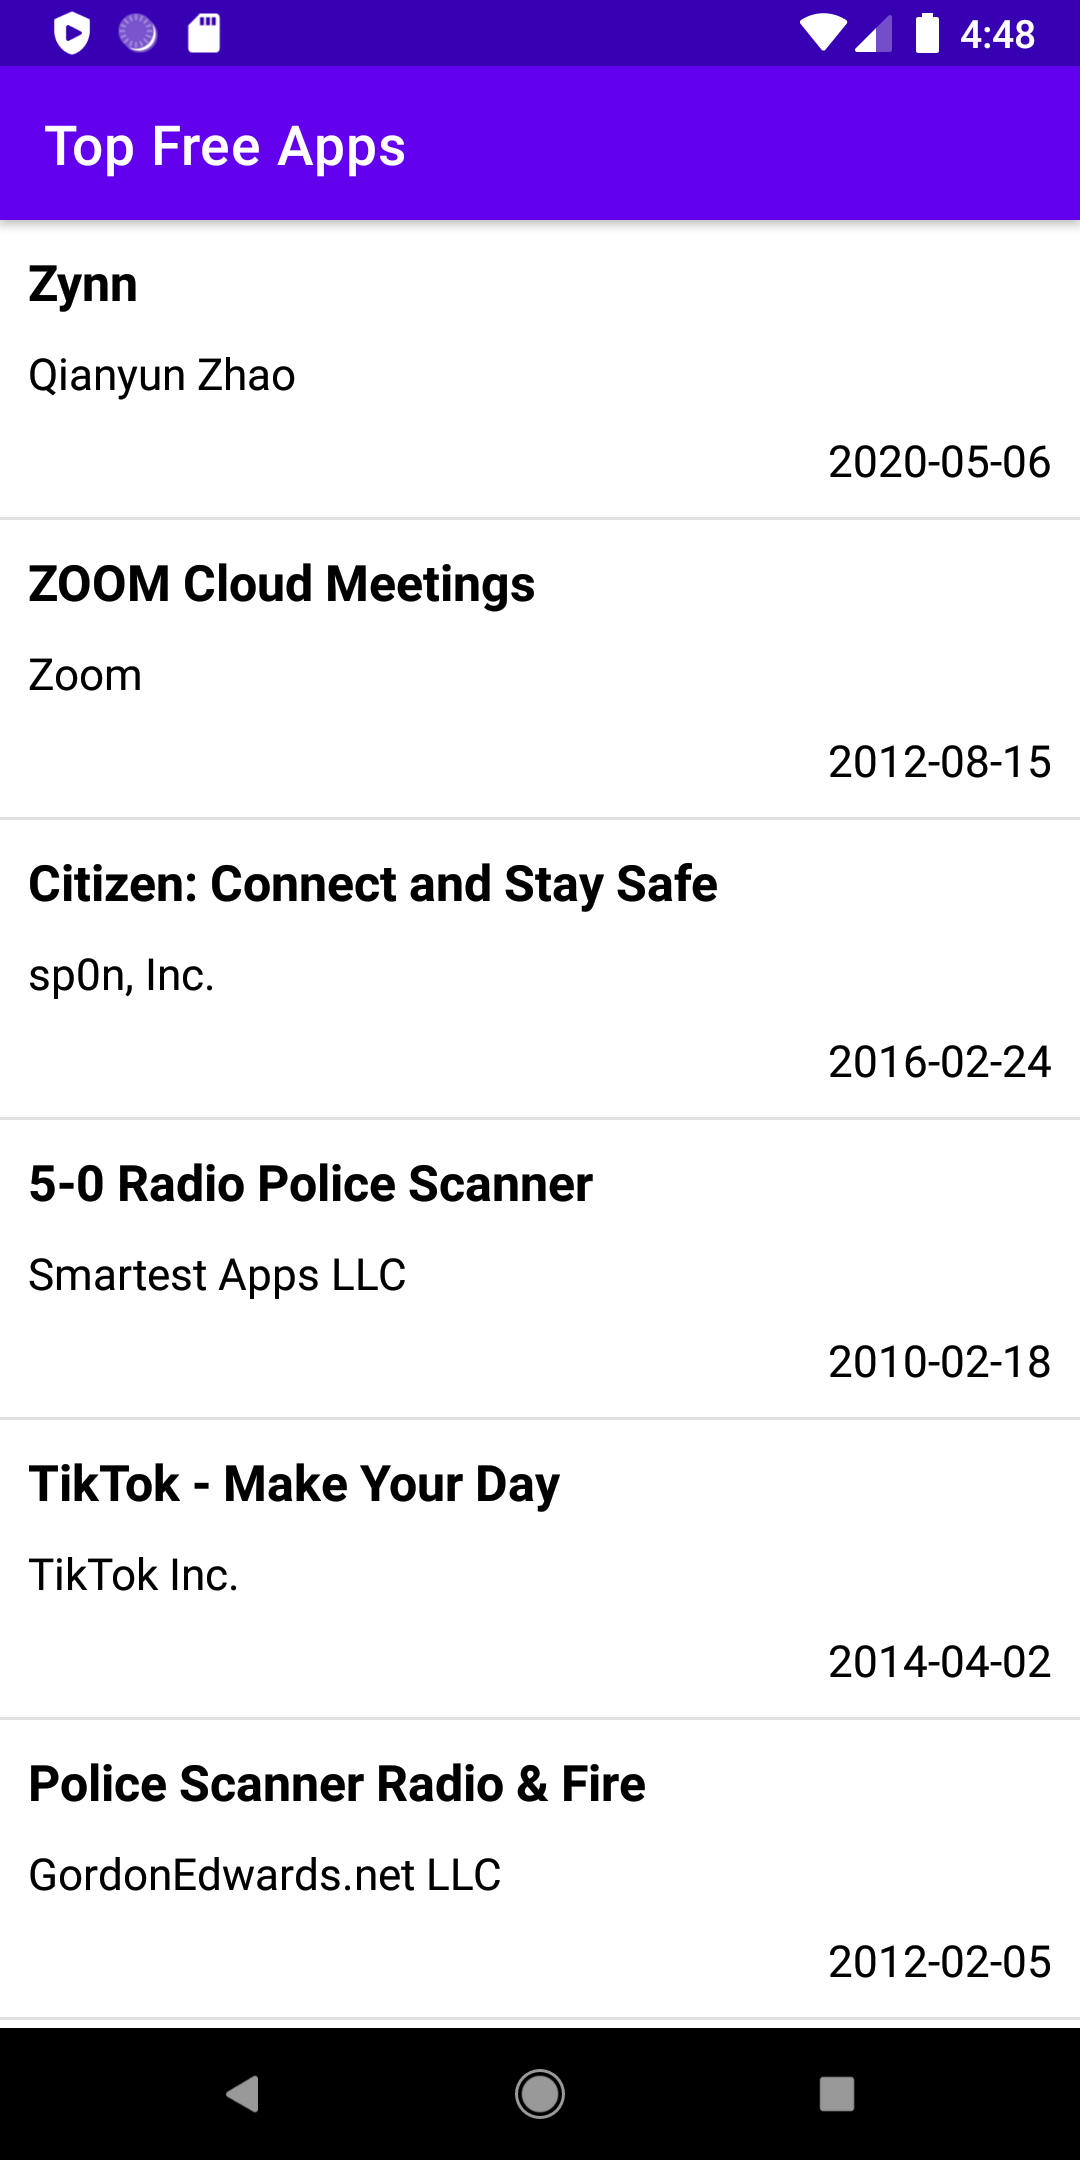 4:48
Top Free Apps
Zynn
Qianyun Zhao
2020-05-06
ZOOM Cloud Meetings
Zoom
2012-08-15
Citizen: Connect and Stay Safe
sp0n, Inc.
2016-02-24
5-0 Radio Police Scanner
Smartest Apps LLC
2010-02-18
TikTok - Make Your Day
TikTok Inc.
2014-04-02
Police Scanner Radio & Fire
GordonEdwards.net LLC
2012-02-05